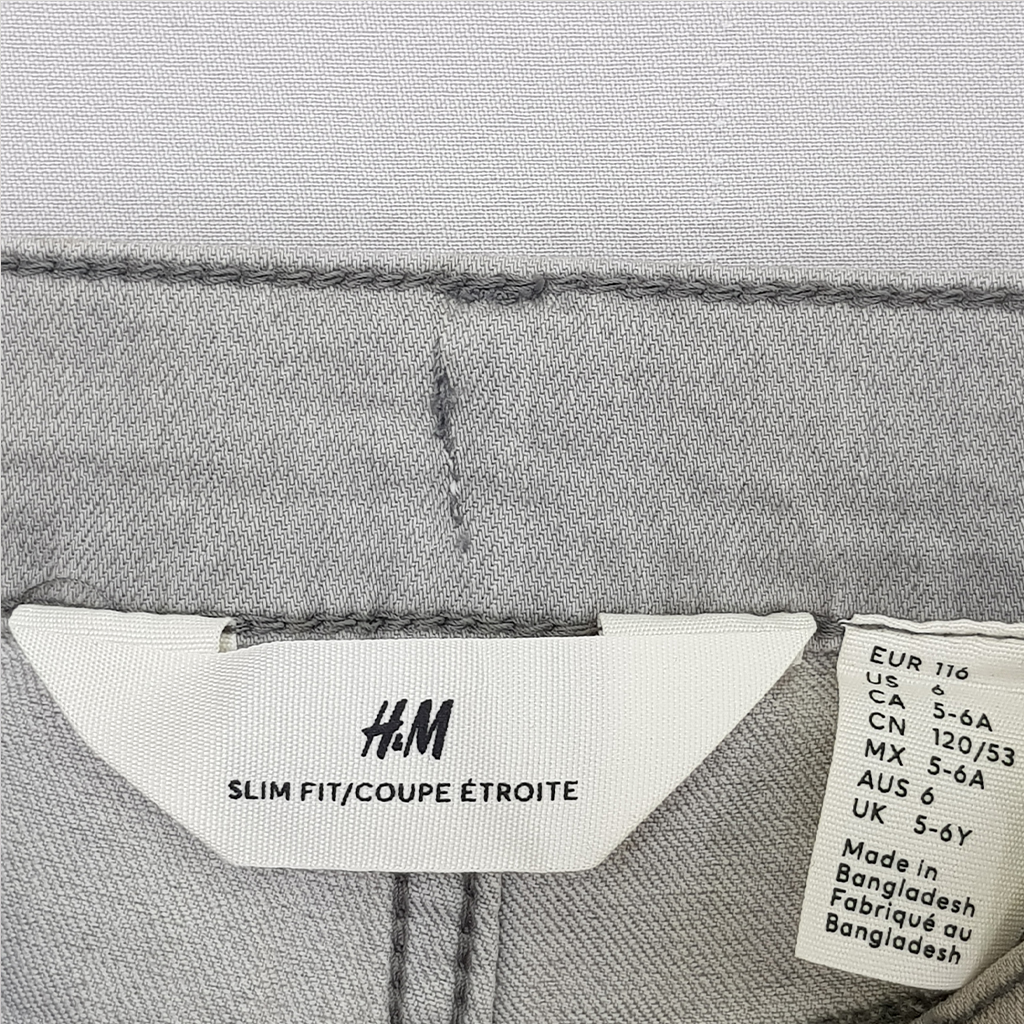 H&M
SLIM FIT/COUPE ÉTROITE
EUR 116
US 6
CA 5-6A
CN 120/53
MX 5-6A
AUS 6
UK 5-6Y
Made in
Bangladesh
Fabriqué au
Bangladesh